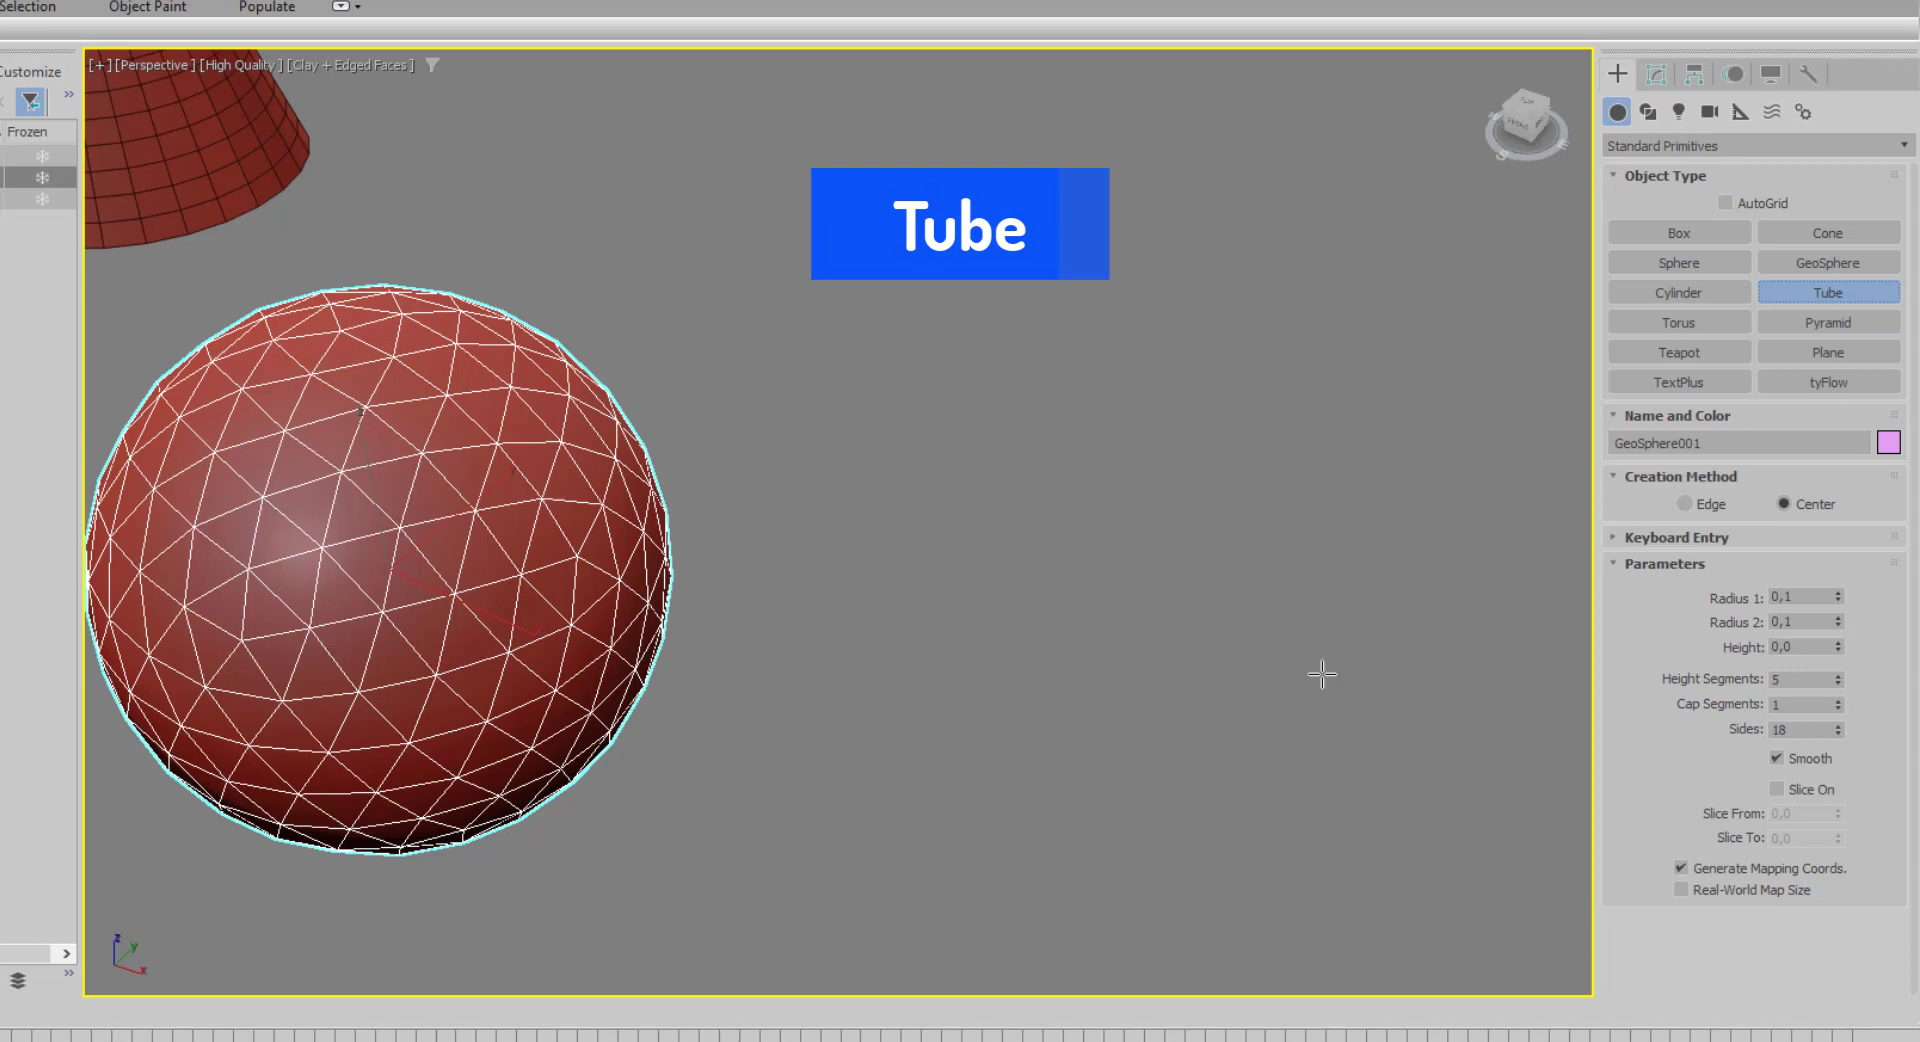 Selection Object Paint Populate
Customize
[+][Perspective][High Quality][Clay + Edged Faces]
Frozen
Tube
TOP
FRONT
S
E
Standard Primitives
Object Type
AutoGrid
Box Cone
Sphere GeoSphere
Cylinder Tube
Torus Pyramid
Teapot Plane
TextPlus tyFlow
Name and Color
GeoSphere001
Creation Method
Edge Center
Keyboard Entry
Parameters
Radius 1: 0,1
Radius 2: 0,1
Height: 0,0
Height Segments: 5
Cap Segments: 1
Sides: 18
Smooth
Slice On
Slice From: 0,0
Slice To: 0,0
Generate Mapping Coords.
Real-World Map Size
z
y
x